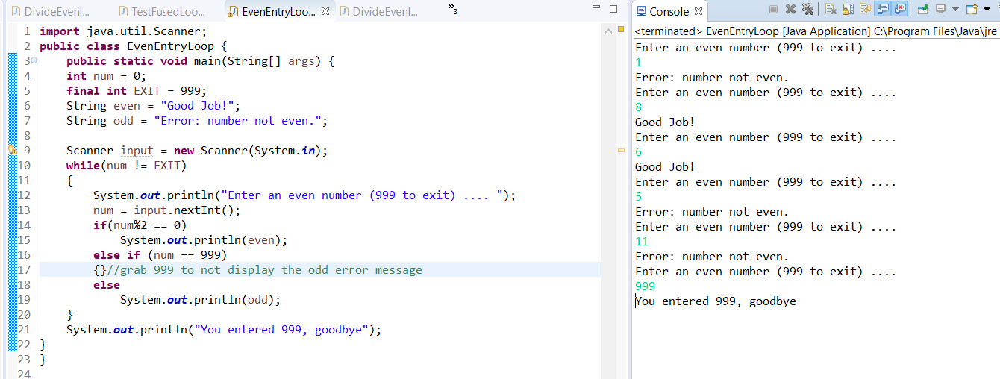 DivideEvenI... TestFusedLoo... EvenEntryLoo... DivideEvenI... »3
1 import java.util.Scanner;
2 public class EvenEntryLoop {
3 public static void main(String[] args) {
4 int num = 0;
5 final int EXIT = 999;
6 String even = "Good Job!";
7 String odd = "Error: number not even.";
8
9 Scanner input = new Scanner(System.in);
10 while(num != EXIT)
11 {
12 System.out.println("Enter an even number (999 to exit) .... ");
13 num = input.nextInt();
14 if(num%2 == 0)
15 System.out.println(even);
16 else if (num == 999)
17 {}//grab 999 to not display the odd error message
18 else
19 System.out.println(odd);
20 }
21 System.out.println("You entered 999, goodbye");
22 }
23 }
24
Console
<terminated> EvenEntryLoop [Java Application] C:\Program Files\Java\jre1
Enter an even number (999 to exit) ....
1
Error: number not even.
Enter an even number (999 to exit) ....
8
Good Job!
Enter an even number (999 to exit) ....
6
Good Job!
Enter an even number (999 to exit) ....
5
Error: number not even.
Enter an even number (999 to exit) ....
11
Error: number not even.
Enter an even number (999 to exit) ....
999
You entered 999, goodbye